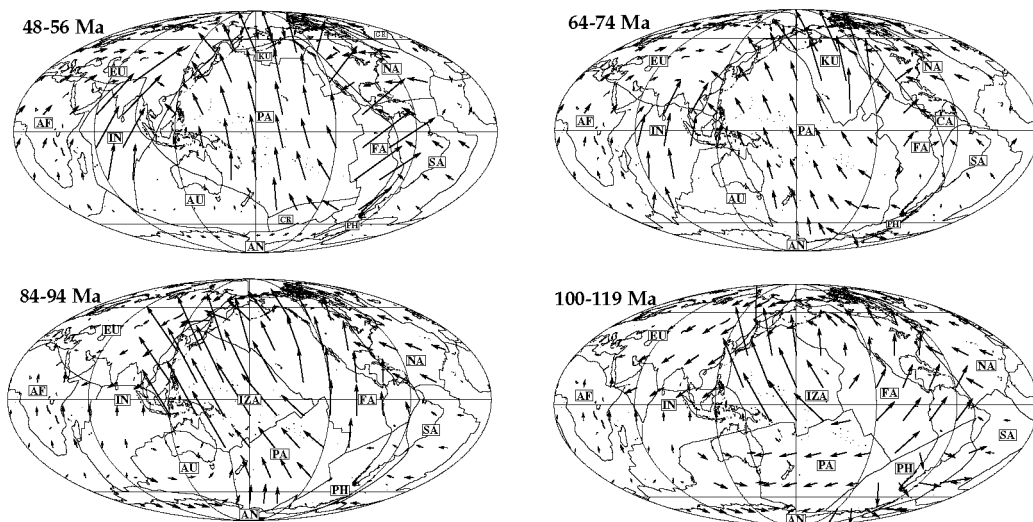 48-56 Ma
CR
KU
EU
NA
PA
AF
IN
FA
SA
AU
CR
PH
AN
64-74 Ma
KU
EU
NA
AF
CA
IN
PA
FA
SA
AU
PH
AN
84-94 Ma
EU
NA
AF
IN
IZA
FA
SA
PA
AU
PH
AN
100-119 Ma
EU
NA
AF
IZA
FA
IN
SA
PA
PH
AN